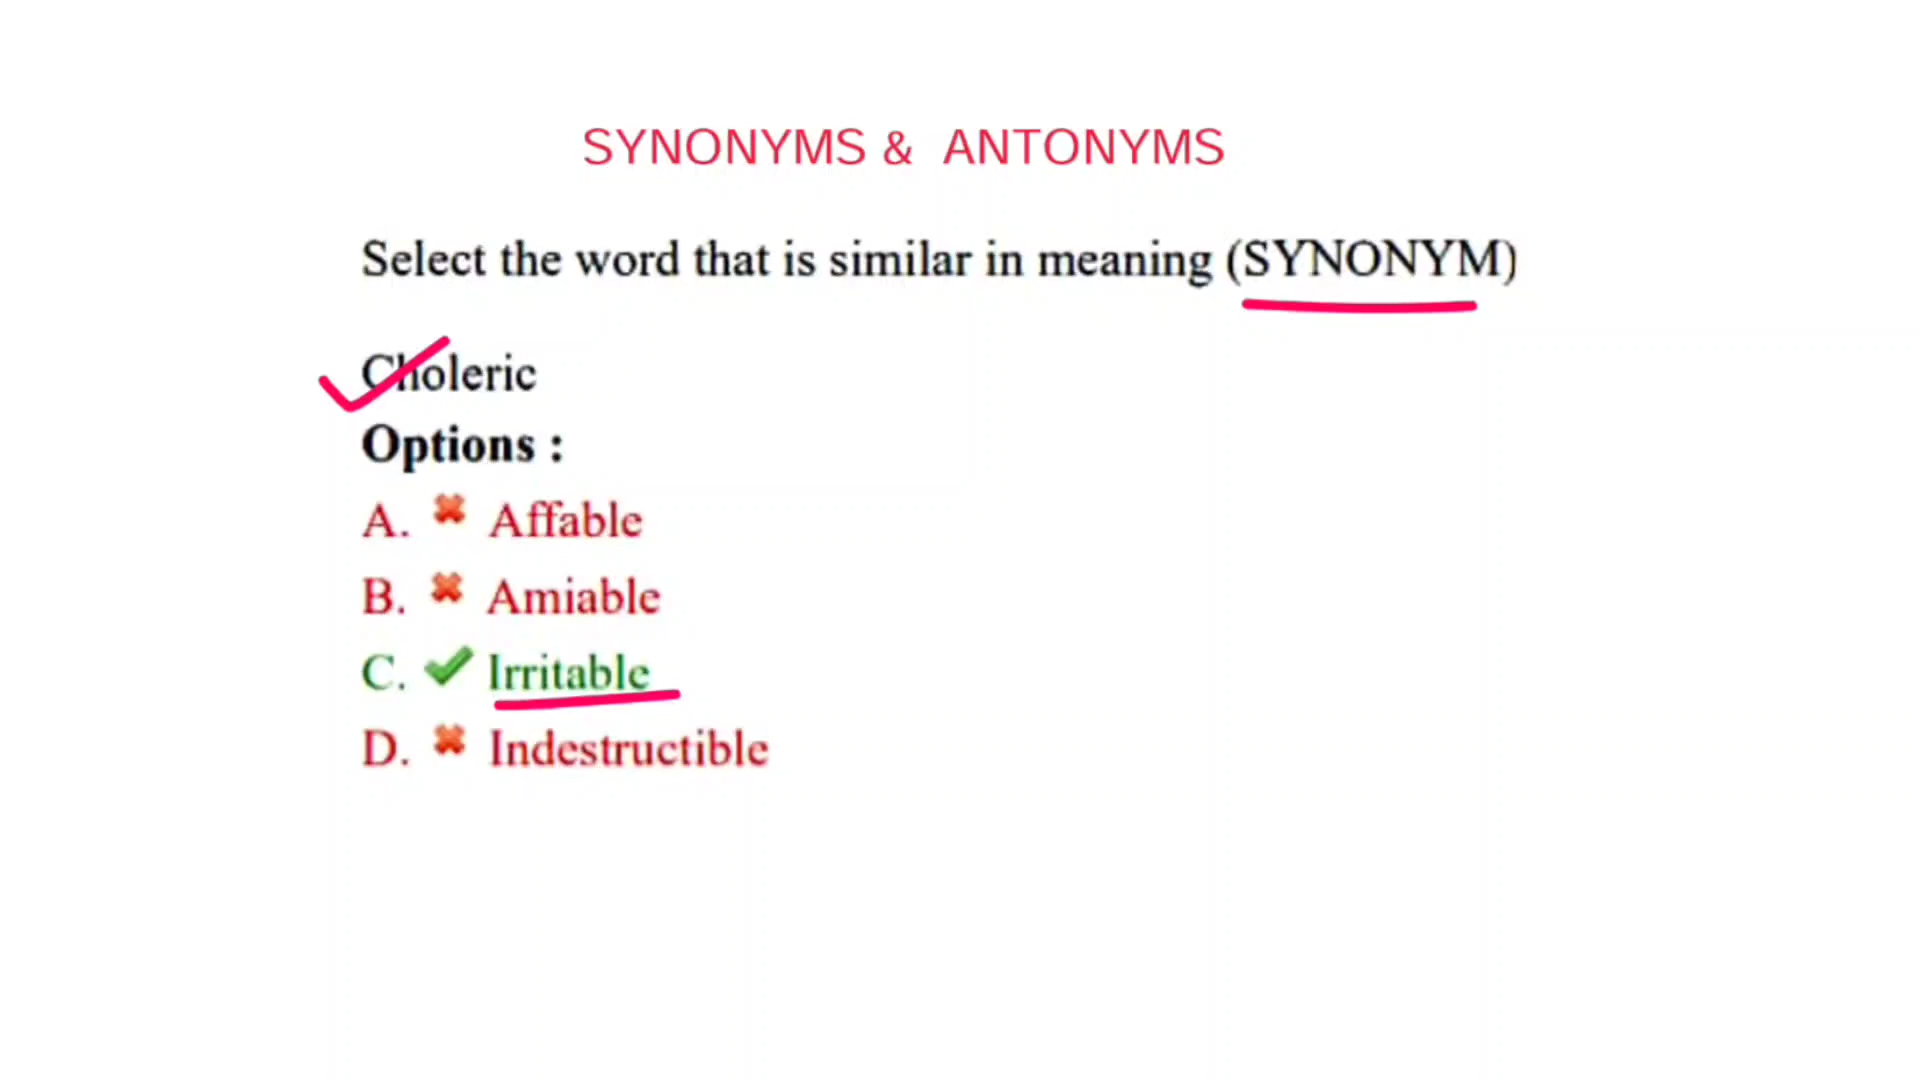 SYNONYMS & ANTONYMS
Select the word that is similar in meaning (SYNONYM)
Choleric
Options :
A. Affable
B. Amiable
C. Irritable
D. Indestructible